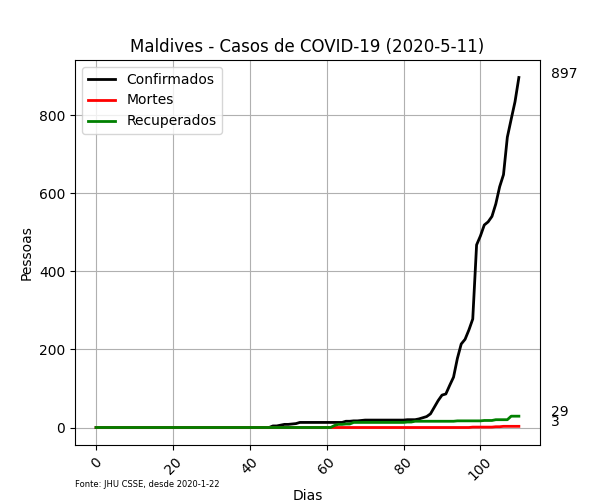 Maldives - Casos de COVID-19 (2020-5-11)
Confirmados
Mortes
Recuperados
897
29
3
800
600
400
200
0
Pessoas
0
20
40
60
80
100
Fonte: JHU CSSE, desde 2020-1-22
Dias